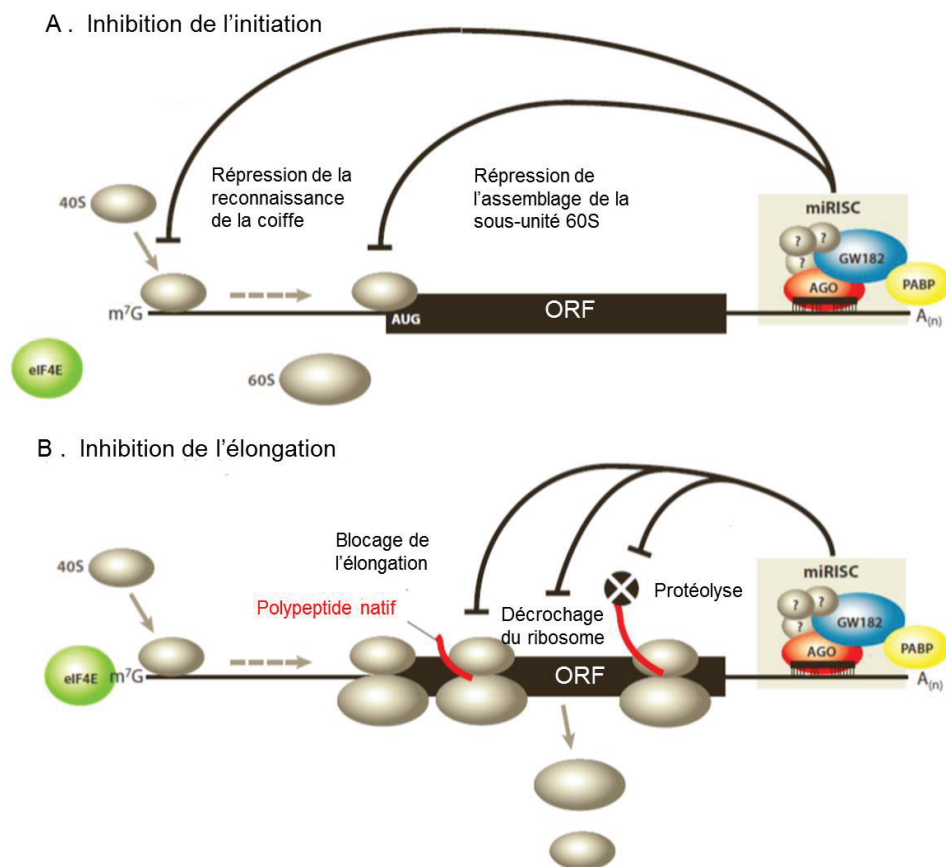 A . Inhibition de l'initiation
Répression de la
reconnaissance
de la coiffe
Répression de
l'assemblage de la
sous-unité 60S
40S
miRISC
?
?
?
GW182
AGO
PABP
m⁷G
AUG
ORF
A(n)
eIF4E
60S
B . Inhibition de l'élongation
Blocage de
l'élongation
40S
Polypeptide natif
Décrochage
du ribosome
Protéolyse
miRISC
?
?
?
GW182
AGO
PABP
eIF4E
m⁷G
ORF
A(n)